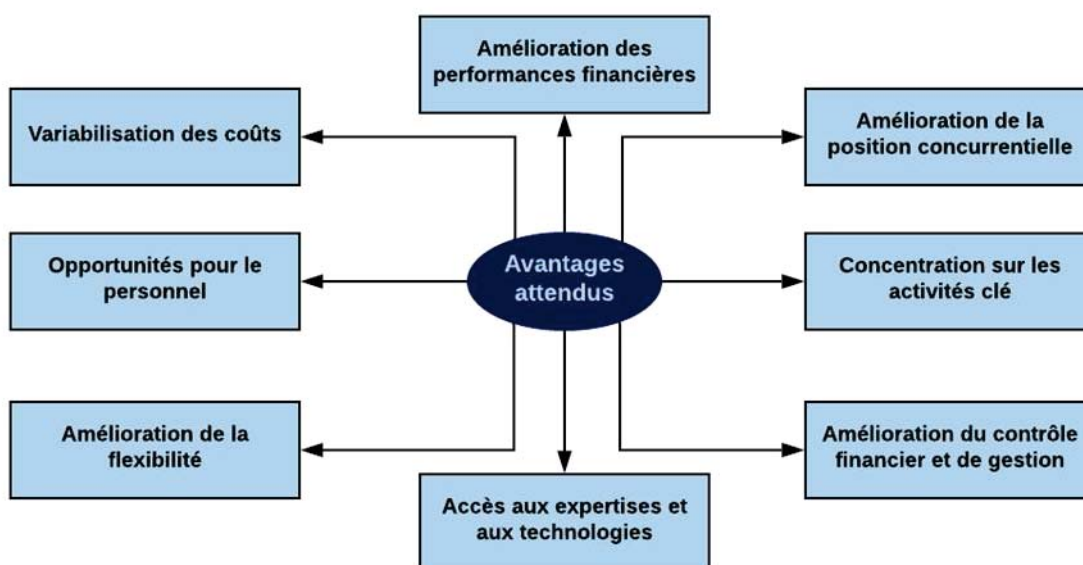 Amélioration des
performances financières
Variabilisation des coûts
Amélioration de la
position concurrentielle
Opportunités pour le
personnel
Avantages
attendus
Concentration sur les
activités clé
Amélioration de la
flexibilité
Amélioration du contrôle
financier et de gestion
Accès aux expertises et
aux technologies